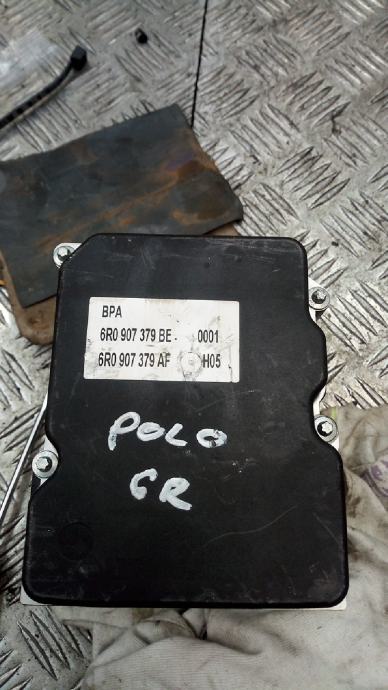 BPA
6R0 907 379 BE- 0001
6R0 907 379 AF H05
POLO
6R